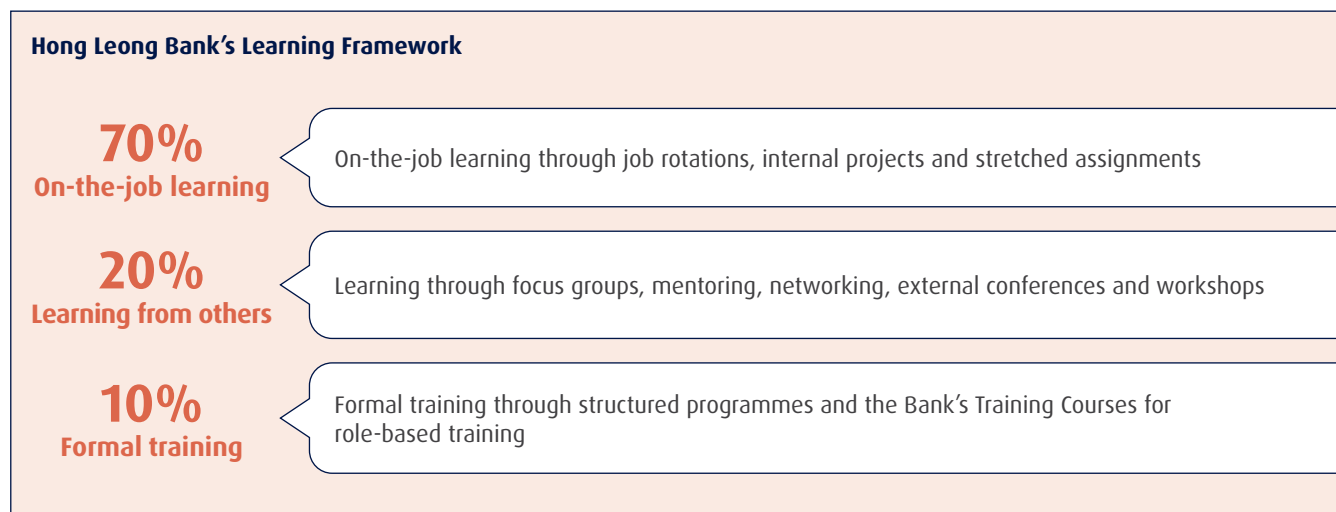 Hong Leong Bank’s Learning Framework
70%
On-the-job learning
On-the-job learning through job rotations, internal projects and stretched assignments
20%
Learning from others
Learning through focus groups, mentoring, networking, external conferences and workshops
10%
Formal training
Formal training through structured programmes and the Bank’s Training Courses for
role-based training